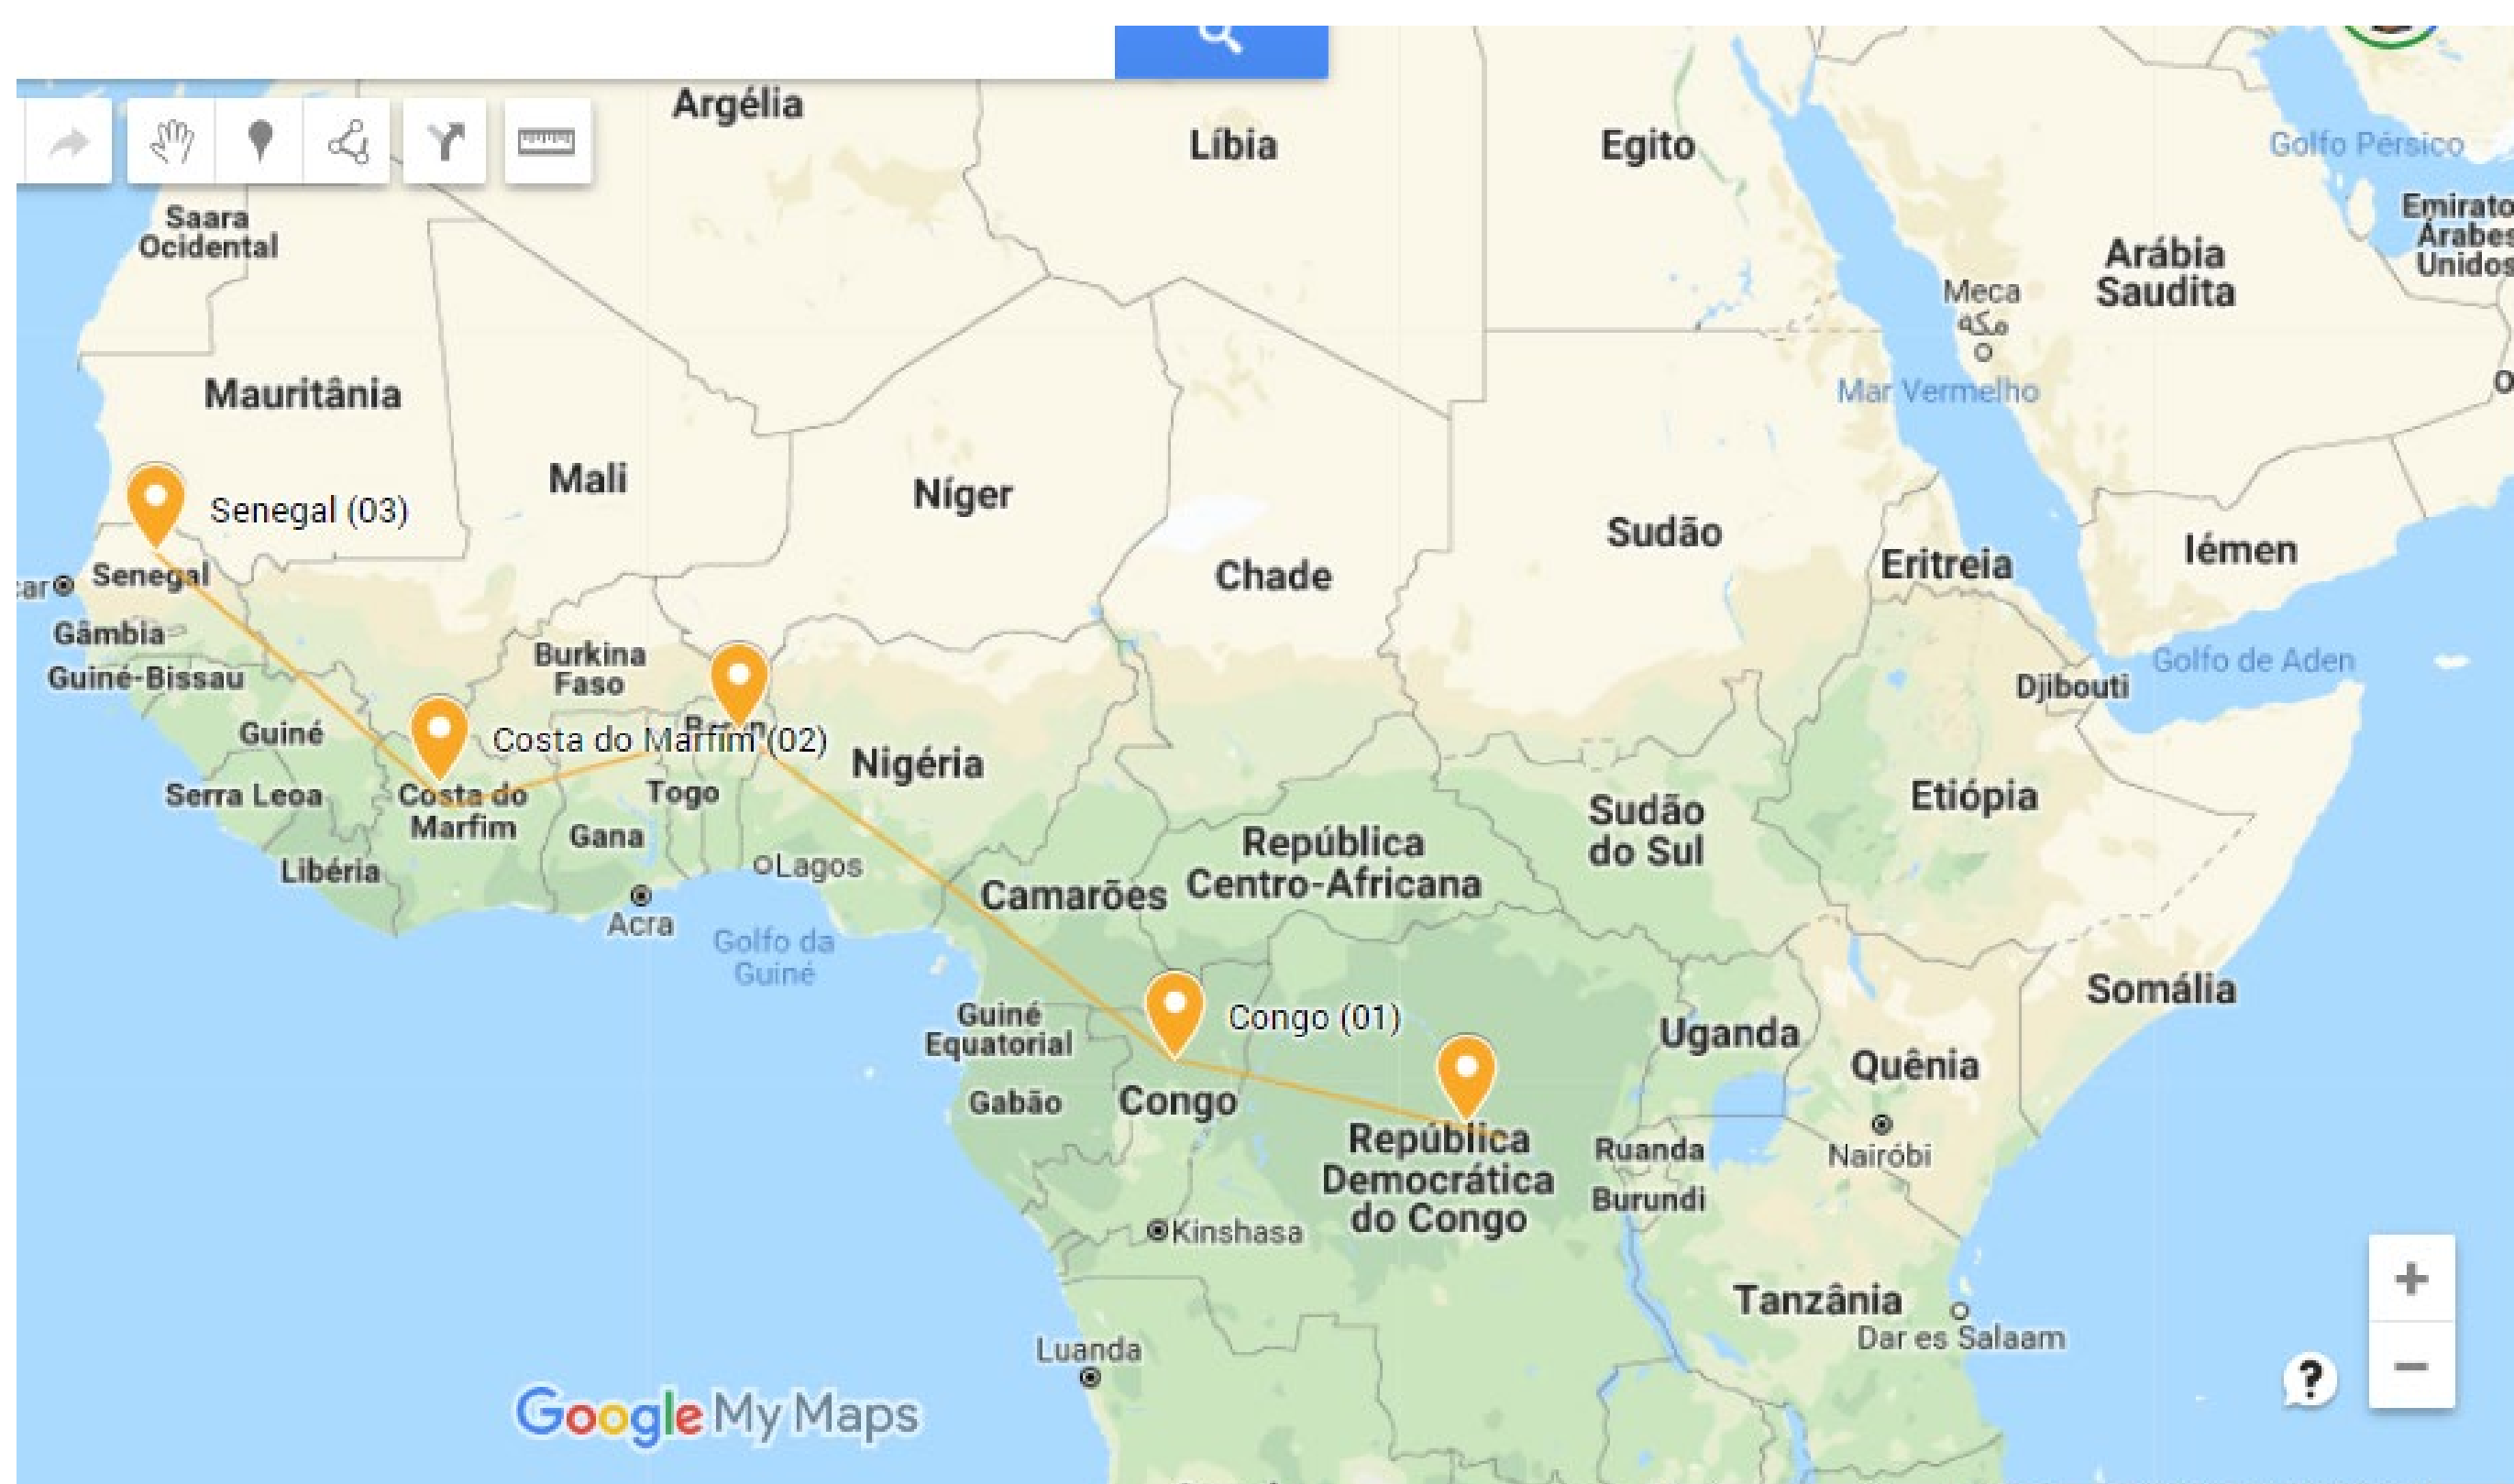 Argélia
Líbia
Egito
Golfo Pérsico
Saara
Ocidental
Emirato
Árabes
Unidos
Arábia
Saudita
Meca
مكة
Mar Vermelho
O
Mauritânia
Mali
Níger
Senegal (03)
Sudão
Chade
Eritreia
Iémen
Senegal
ar
Gâmbia
Guiné-Bissau
Burkina
Faso
Golfo de Aden
Djibouti
Guiné
Costa do Marfim (02)
Nigéria
Serra Leoa
Costa do
Marfim
Togo
Gana
Sudão
do Sul
Etiópia
República
Centro-Africana
Libéria
Lagos
Camarões
Acra
Golfo da
Guiné
Somália
Guiné
Equatorial
Congo (01)
Uganda
Quênia
Gabão
Congo
República
Democrática
do Congo
Ruanda
Nairóbi
Burundi
Kinshasa
Tanzânia
Dar es Salaam
Luanda
Google My Maps
+
−
?